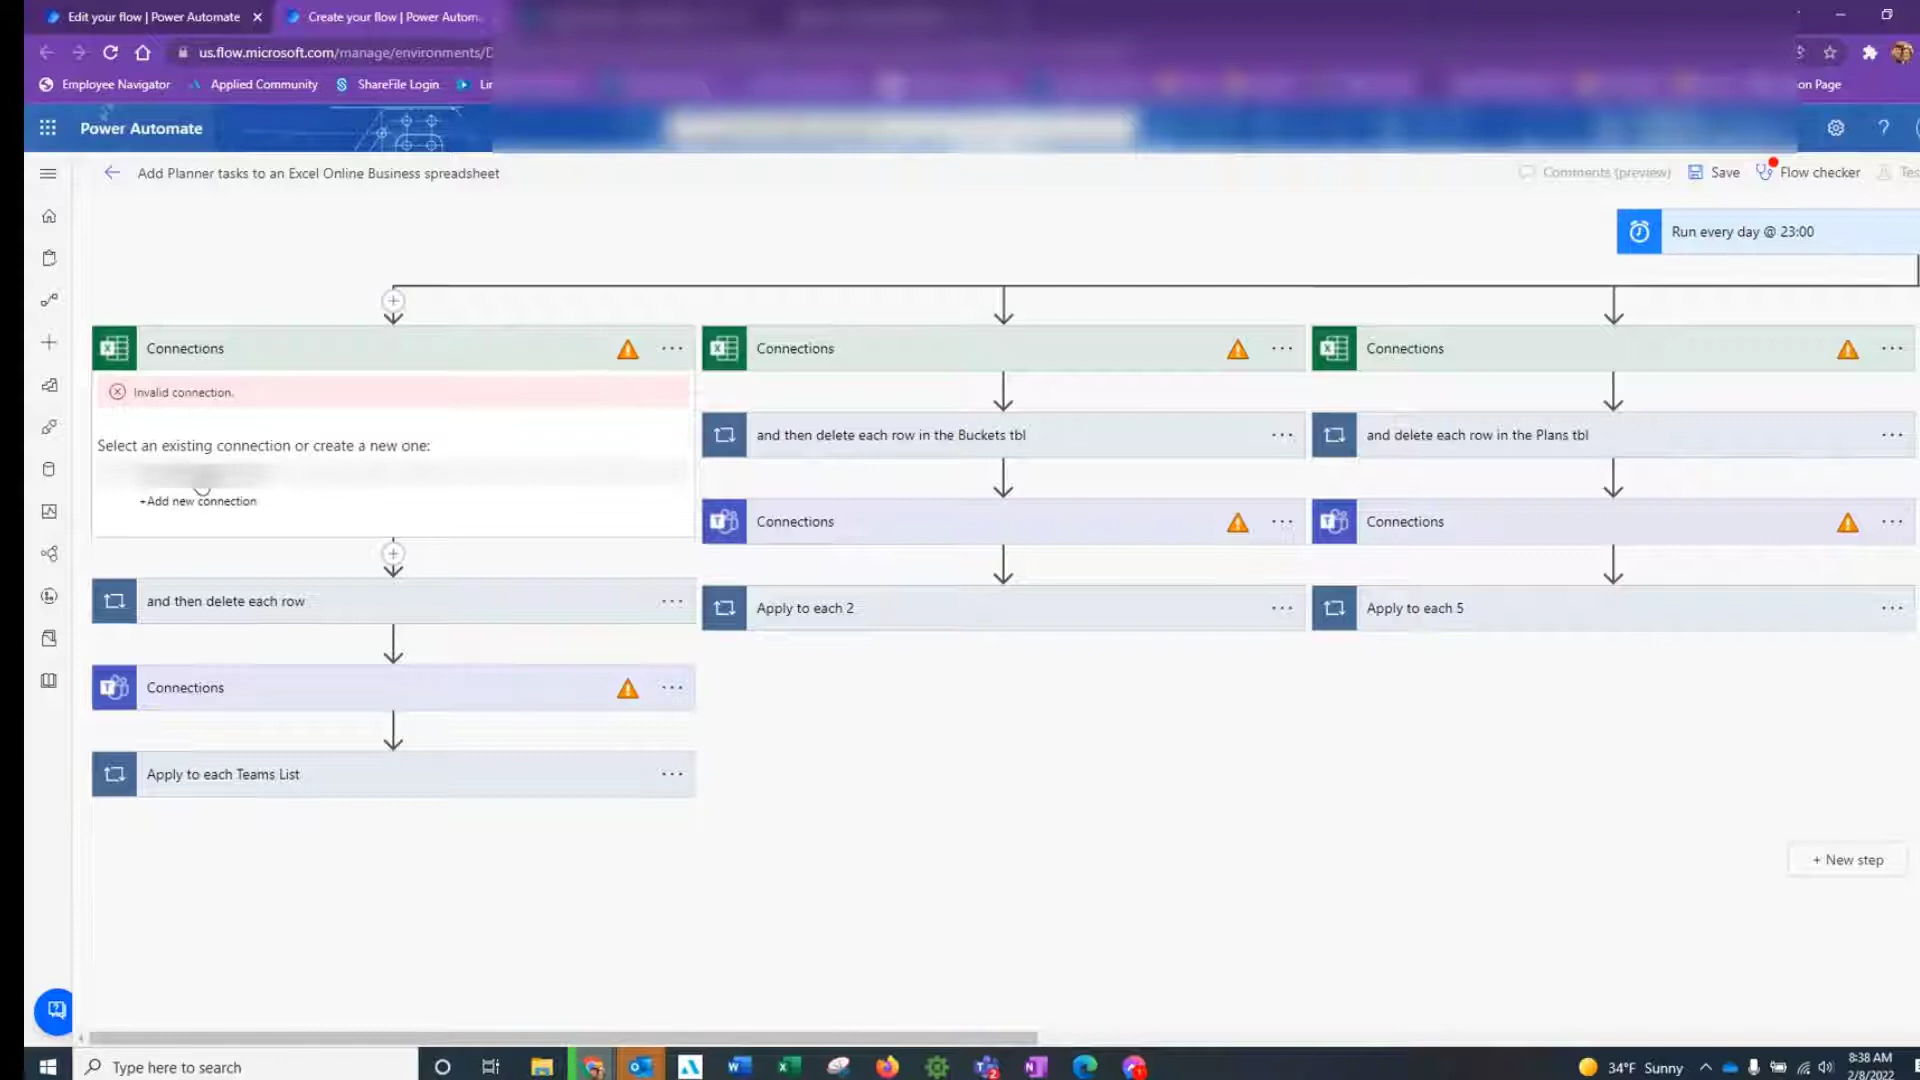 Edit your flow | Power Automate
Create your flow | Power Autom
us.flow.microsoft.com/manage/environments/D
Employee Navigator
Applied Community
ShareFile Login
on Page
Power Automate
?
Add Planner tasks to an Excel Online Business spreadsheet
Comments (preview)
Save
Flow checker
Tes
Run every day @ 23:00
Connections
Connections
Connections
Invalid connection.
Select an existing connection or create a new one:
+Add new connection
and then delete each row in the Buckets tbl
and delete each row in the Plans tbl
Connections
Connections
and then delete each row
Apply to each 2
Apply to each 5
Connections
Apply to each Teams List
+ New step
Type here to search
34°F Sunny
8:38 AM
2/8/2022